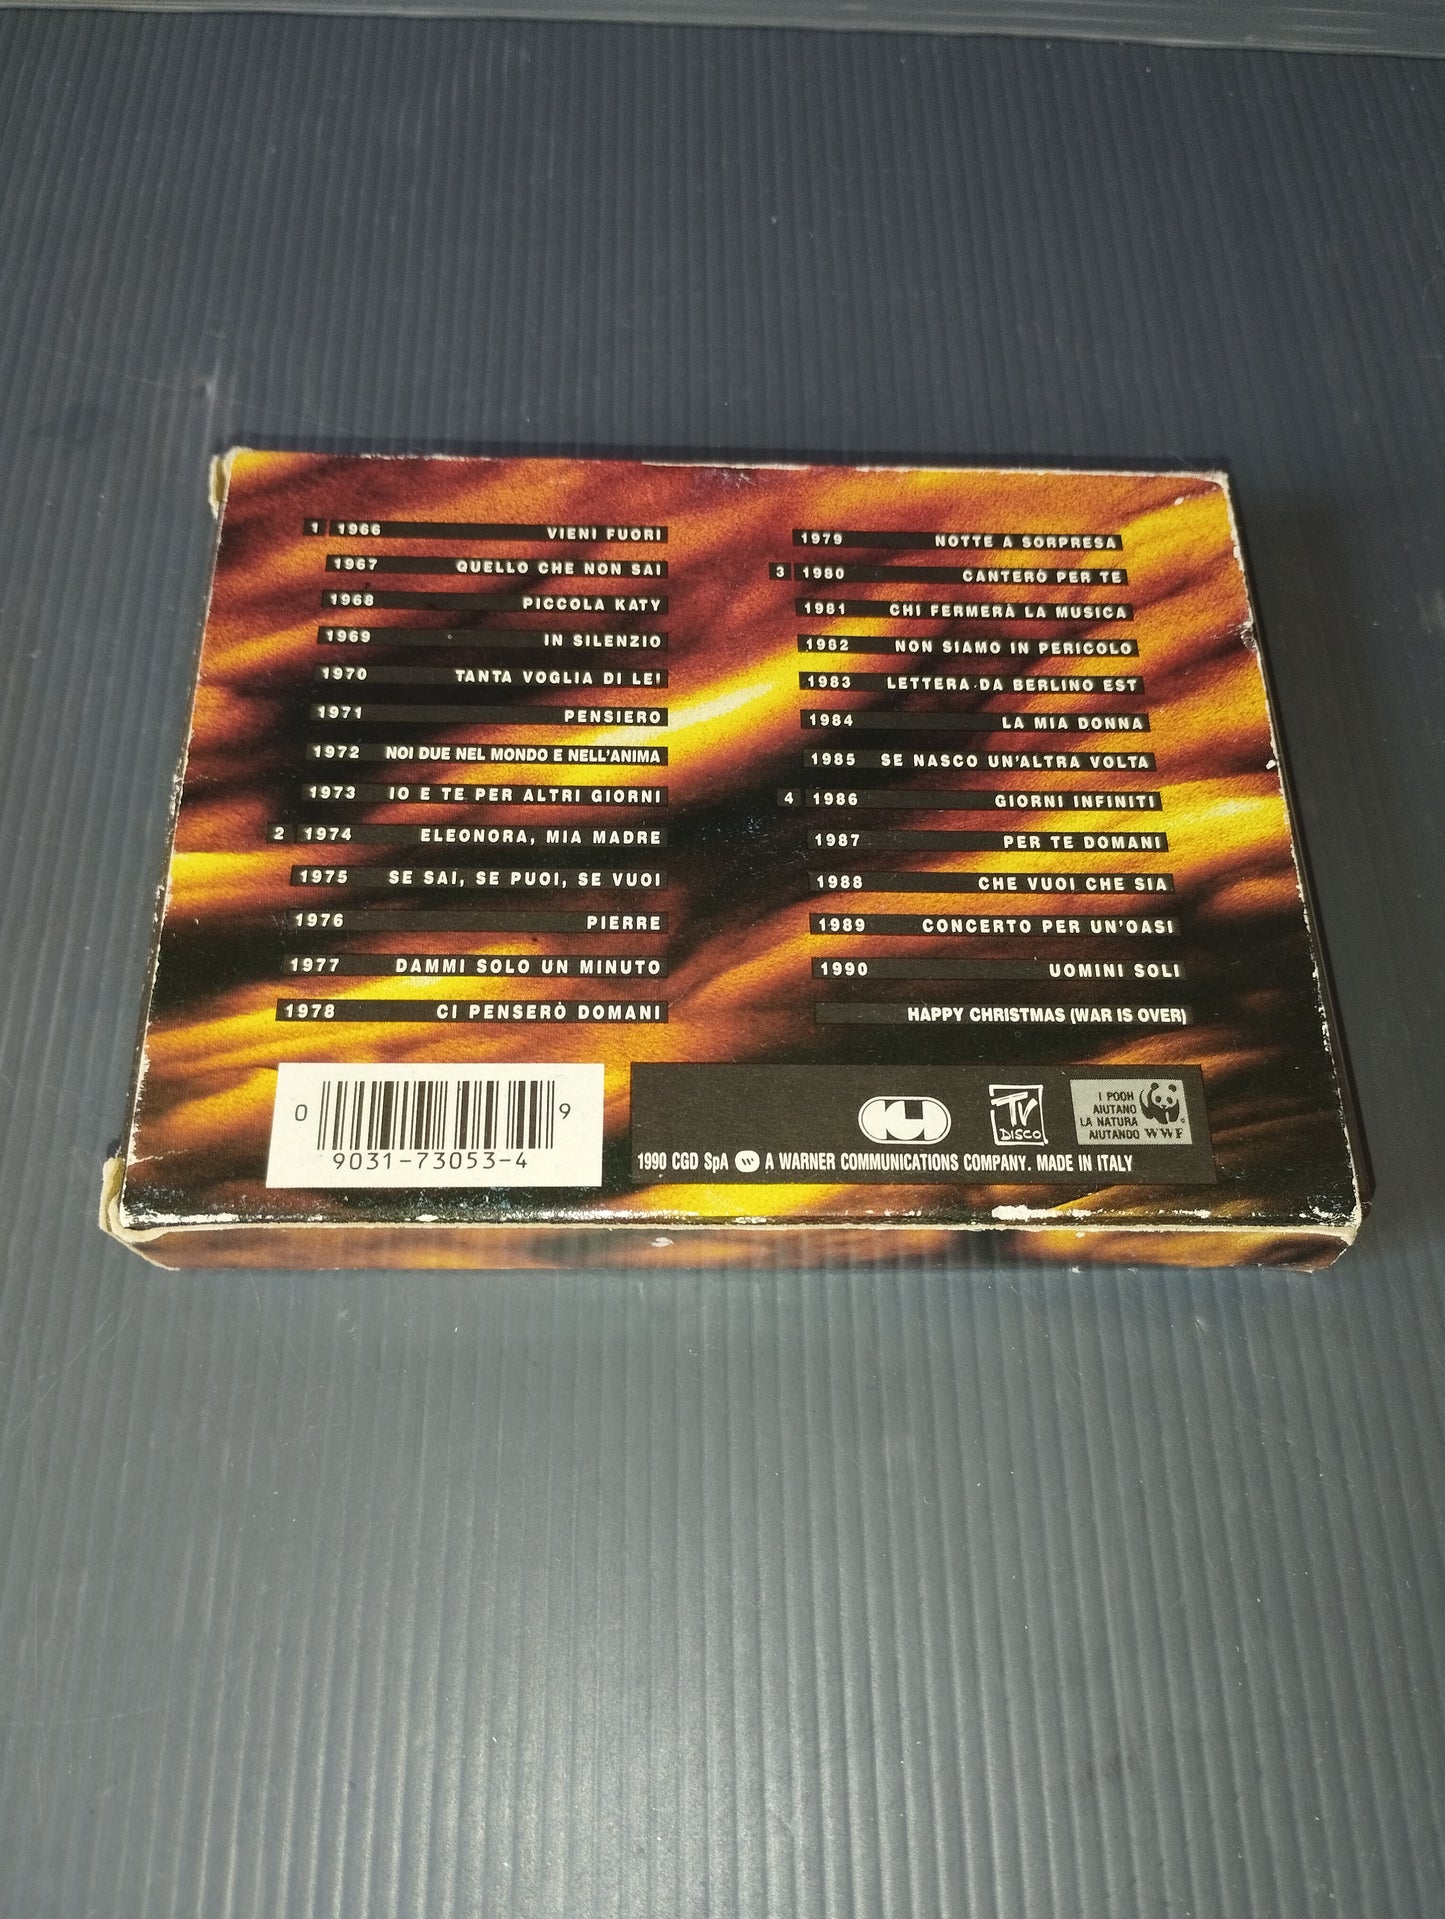 1 1966 VIENI FUORI
1967 QUELLO CHE NON SAI
1968 PICCOLA KATY
1969 IN SILENZIO
1970 TANTA VOGLIA DI LEI
1971 PENSIERO
1972 NOI DUE NEL MONDO E NELL'ANIMA
1973 IO E TE PER ALTRI GIORNI
2 1974 ELEONORA, MIA MADRE
1975 SE SAI, SE PUOI, SE VUOI
1976 PIERRE
1977 DAMMI SOLO UN MINUTO
1978 CI PENSERÒ DOMANI
1979 NOTTE A SORPRESA
3 1980 CANTERÒ PER TE
1981 CHI FERMERÀ LA MUSICA
1982 NON SIAMO IN PERICOLO
1983 LETTERA DA BERLINO EST
1984 LA MIA DONNA
1985 SE NASCO UN'ALTRA VOLTA
4 1986 GIORNI INFINITI
1987 PER TE DOMANI
1988 CHE VUOI CHE SIA
1989 CONCERTO PER UN'OASI
1990 UOMINI SOLI
HAPPY CHRISTMAS (WAR IS OVER)
0 9
9031-73053-4
TV
DISCO
I POOH
AIUTANO
LA NATURA
AIUTANDO WWF
1990 CGD SpA W A WARNER COMMUNICATIONS COMPANY. MADE IN ITALY